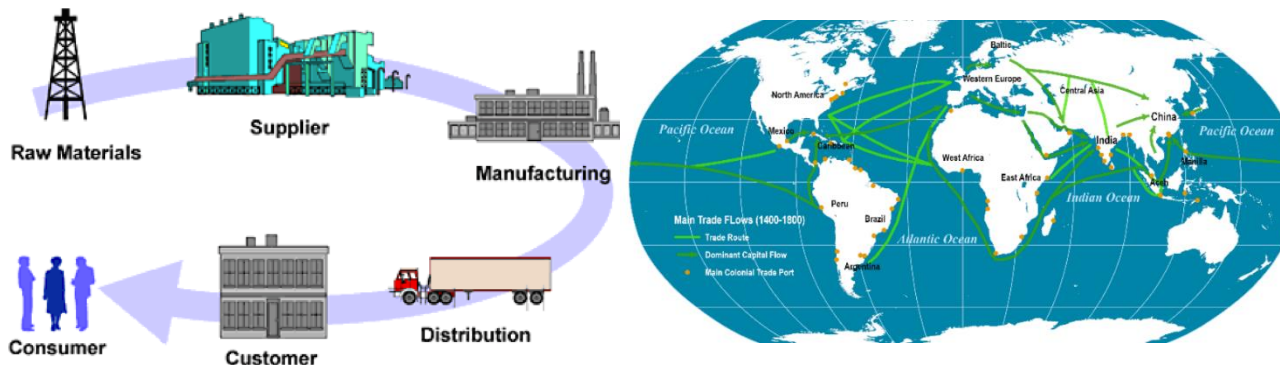 Raw Materials
Supplier
Manufacturing
Distribution
Customer
Consumer
Baltic
Western Europe
North America
Central Asia
China
Pacific Ocean
Mexico
Caribbean
India
Pacific Ocean
Manila
West Africa
East Africa
Aceh
Indian Ocean
Peru
Brazil
Atlantic Ocean
Argentina
Main Trade FLows (1400-1800)
Trade Route
Dominant Capital Flow
Main Colonial Trade Port